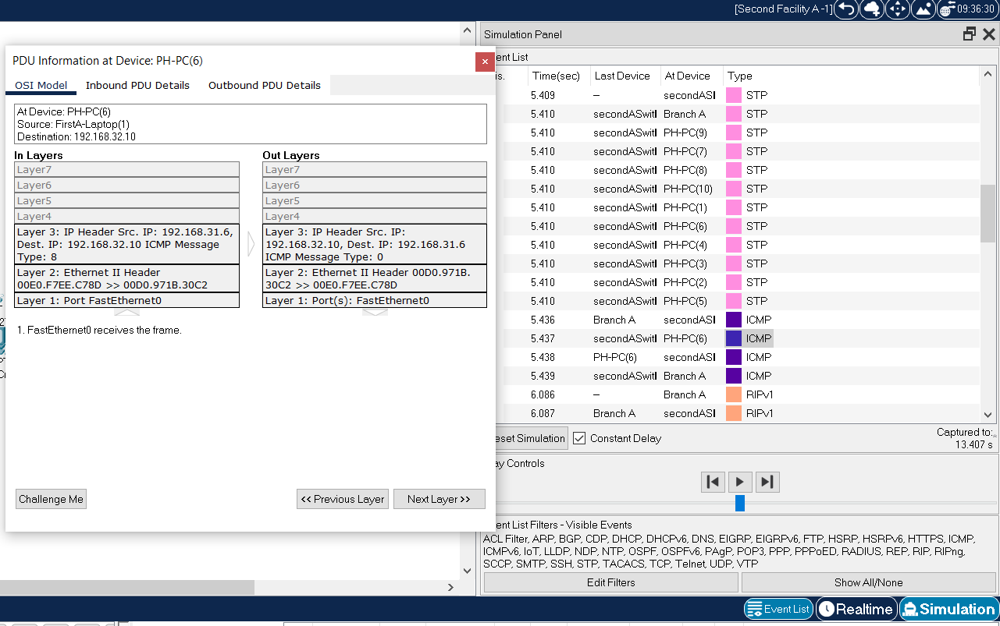 [Second Facility A -1]
09:36:30
Simulation Panel
PDU Information at Device: PH-PC(6)
OSI Model
Inbound PDU Details
Outbound PDU Details
At Device: PH-PC(6)
Source: FirstA-Laptop(1)
Destination: 192.168.32.10
In Layers
Layer7
Layer6
Layer5
Layer4
Layer 3: IP Header Src. IP: 192.168.31.6,
Dest. IP: 192.168.32.10 ICMP Message
Type: 8
Layer 2: Ethernet II Header
00E0.F7EE.C78D >> 00D0.971B.30C2
Layer 1: Port FastEthernet0
Out Layers
Layer7
Layer6
Layer5
Layer4
Layer 3: IP Header Src. IP:
192.168.32.10, Dest. IP: 192.168.31.6
ICMP Message Type: 0
Layer 2: Ethernet II Header 00D0.971B.
30C2 >> 00E0.F7EE.C78D
Layer 1: Port(s): FastEthernet0
1. FastEthernet0 receives the frame.
Challenge Me
<< Previous Layer
Next Layer >>
ent List
is. Time(sec) Last Device At Device Type
5.409 -- secondASI STP
5.410 secondASwitl Branch A STP
5.410 secondASwitl PH-PC(9) STP
5.410 secondASwitl PH-PC(7) STP
5.410 secondASwitl PH-PC(8) STP
5.410 secondASwitl PH-PC(10) STP
5.410 secondASwitl PH-PC(1) STP
5.410 secondASwitl PH-PC(6) STP
5.410 secondASwitl PH-PC(4) STP
5.410 secondASwitl PH-PC(3) STP
5.410 secondASwitl PH-PC(2) STP
5.410 secondASwitl PH-PC(5) STP
5.436 Branch A secondASI ICMP
5.437 secondASwitl PH-PC(6) ICMP
5.438 PH-PC(6) secondASI ICMP
5.439 secondASwitl Branch A ICMP
6.086 -- Branch A RIPv1
6.087 Branch A secondASI RIPv1
eset Simulation
Constant Delay
Captured to:
13.407 s
ay Controls
ent List Filters - Visible Events
ACL Filter, ARP, BGP, CDP, DHCP, DHCPv6, DNS, EIGRP, EIGRPv6, FTP, HSRP, HSRPv6, HTTPS, ICMP,
ICMPv6, IoT, LLDP, NDP, NTP, OSPF, OSPFv6, PAgP, POP3, PPP, PPPoED, RADIUS, REP, RIP, RIPng,
SCCP, SMTP, SSH, STP, TACACS, TCP, Telnet, UDP, VTP
Edit Filters
Show All/None
Event List
Realtime
Simulation